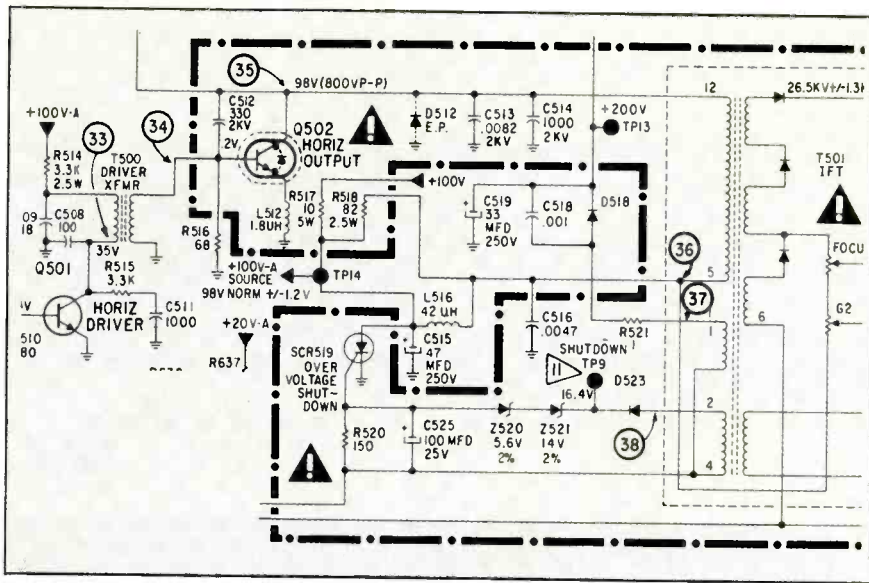 35
98V(800VP-P)
12
26.5KV+/-1.3K
+100V-A
33
34
C512
330
2KV
D512
E.P.
C513
.0082
2KV
C514
1000
2KV
+200V
TP13
Q502
HORIZ
OUTPUT
2V
R514
3.3K
2.5W
T500
DRIVER
XFMR
T501
IFT
+100V
R517
10
5W
R518
82
2.5W
C519
33
MFD
250V
C518
.001
D518
09
18
C508
100
L512
1.8UH
R516
68
35V
36
5
FOCU
Q501
R515
3.3K
+100V-A
SOURCE
98V NORM +/-1.2V
TP14
37
HORIZ
DRIVER
C511
1000
L516
42 UH
C516
.0047
R521
1
G2
6
510
80
+20V-A
R637
SCR519
OVER
VOLTAGE
SHUT-
DOWN
C515
47
MFD
250V
SHUTDOWN
TP9
11
16.4V
D523
2
R520
150
C525
100 MFD
25V
Z520
5.6V
2%
Z521
14V
2%
38
4